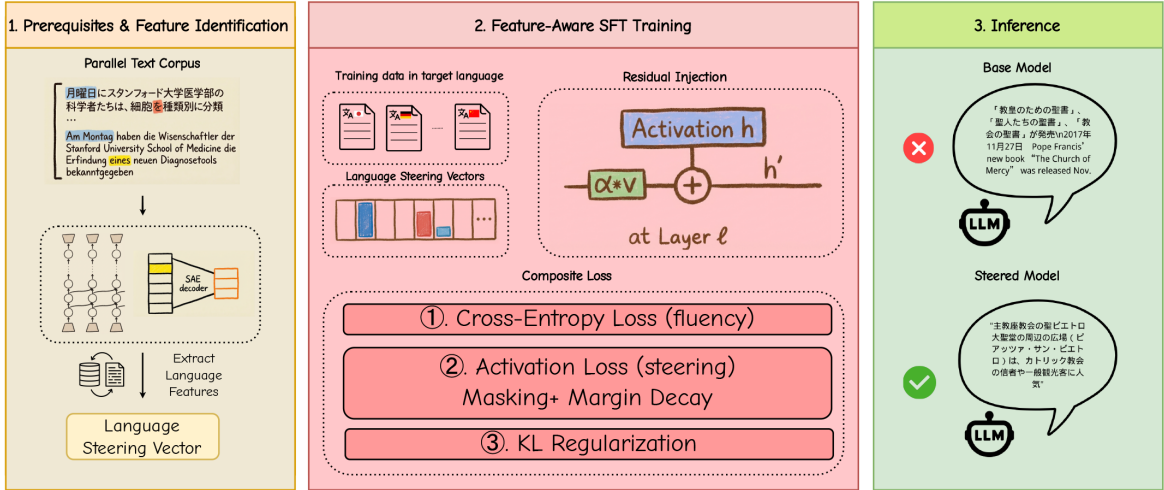 1. Prerequisites & Feature Identification
Parallel Text Corpus
月曜日にスタンフォード大学医学部の
科学者たちは、細胞を種類別に分類
...
Am Montag haben die Wisenschaftler der
Stanford University School of Medicine die
Erfindung eines neuen Diagnosetools
bekanntgegeben
SAE
decoder
Extract
Language
Features
Language
Steering Vector
2. Feature-Aware SFT Training
Training data in target language
文A
文A
......
文A
Language Steering Vectors
...
Residual Injection
Activation h
α*v
+
h'
at Layer ℓ
Composite Loss
①. Cross-Entropy Loss (fluency)
②. Activation Loss (steering)
Masking+ Margin Decay
③. KL Regularization
3. Inference
Base Model
「教皇のための聖書」、
「聖人たちの聖書」、「教
会の聖書」が発売\n2017年
11月27日 Pope Francis'
new book “The Church of
Mercy” was released Nov.
LLM
Steered Model
"主教座教会の聖ピエトロ
大聖堂の周辺の広場（ピ
アッツァ・サン・ピエト
ロ）は、カトリック教会
の信者や一般観光客に人
気"
LLM